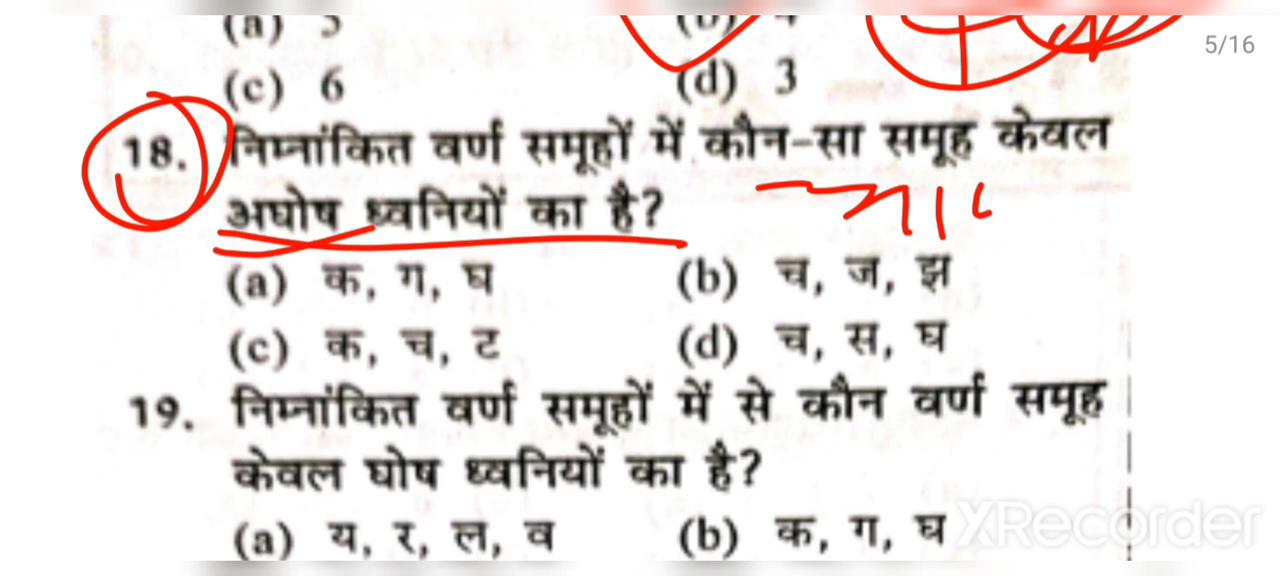 (a) 5
5/16
(c) 6 (d) 3
18. निम्नांकित वर्ण समूहों में कौन-सा समूह केवल
अघोष ध्वनियों का है?
(a) क, ग, घ (b) च, ज, झ
(c) क, च, ट (d) च, स, घ
19. निम्नांकित वर्ण समूहों में से कौन वर्ण समूह
केवल घोष ध्वनियों का है?
(a) य, र, ल, व (b) क, ग, घ
XRecorder